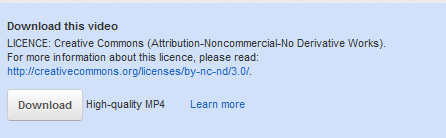 Download this video
LICENCE: Creative Commons (Attribution-Noncommercial-No Derivative Works).
For more information about this licence, please read:
http://creativecommons.org/licenses/by-nc-nd/3.0/.
Download High-quality MP4 Learn more